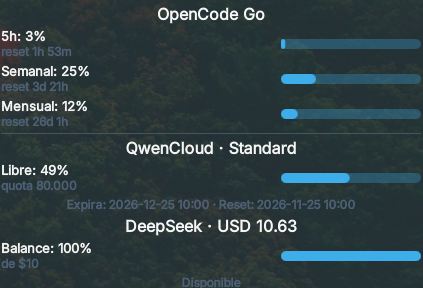 OpenCode Go
5h: 3%
reset 1h 53m
Semanal: 25%
reset 3d 21h
Mensual: 12%
reset 26d 1h
QwenCloud · Standard
Libre: 49%
quota 80.000
Expira: 2026-12-25 10:00 · Reset: 2026-11-25 10:00
DeepSeek · USD 10.63
Balance: 100%
de $10
Disponible